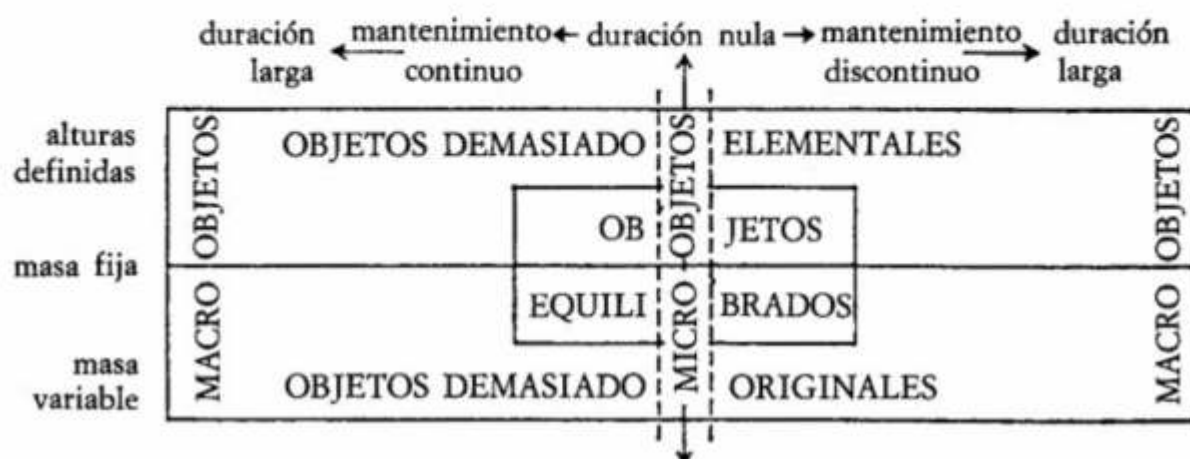 duración mantenimiento duración nula mantenimiento duración
larga continuo discontinuo larga
alturas
definidas
OBJETOS DEMASIADO ELEMENTALES
OB JETOS
masa fija
EQUILI BRADOS
masa
variable
OBJETOS DEMASIADO ORIGINALES
MACRO OBJETOS
MICRO OBJETOS
MACRO OBJETOS